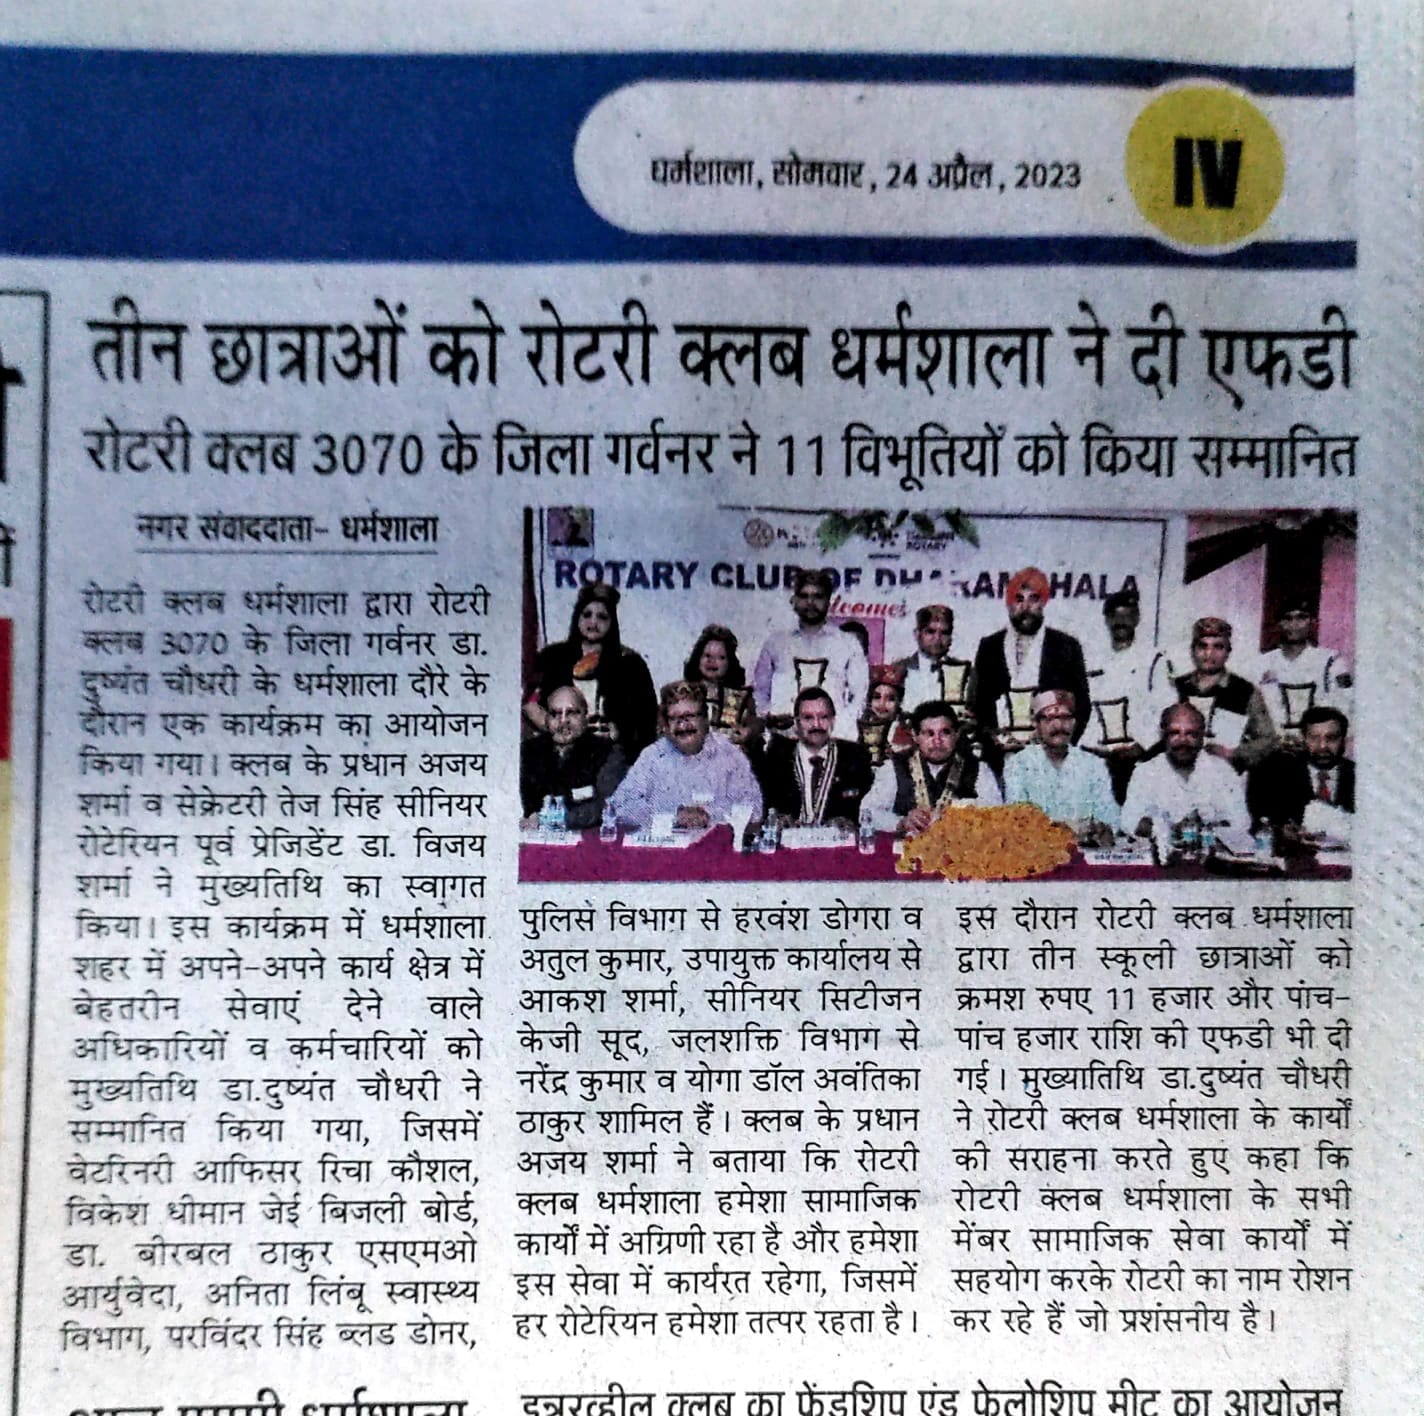 धर्मशाला, सोमवार, 24 अप्रैल, 2023
IV
तीन छात्राओं को रोटरी क्लब धर्मशाला ने दी एफडी
रोटरी क्लब 3070 के जिला गर्वनर ने 11 विभूतियों को किया सम्मानित
नगर संवाददाता- धर्मशाला
रोटरी क्लब धर्मशाला द्वारा रोटरी
क्लब 3070 के जिला गर्वनर डा.
दुष्यंत चौधरी के धर्मशाला दौरे के
दौरान एक कार्यक्रम का आयोजन
किया गया। क्लब के प्रधान अजय
शर्मा व सेक्रेटरी तेज सिंह सीनियर
रोटेरियन पूर्व प्रेजिडेंट डा. विजय
शर्मा ने मुख्यतिथि का स्वागत
किया। इस कार्यक्रम में धर्मशाला
शहर में अपने-अपने कार्य क्षेत्र में
बेहतरीन सेवाएं देने वाले
अधिकारियों व कर्मचारियों को
मुख्यतिथि डा.दुष्यंत चौधरी ने
सम्मानित किया गया, जिसमें
वेटरिनरी आफिसर रिचा कौशल,
विकेश धीमान जेई बिजली बोर्ड,
डा. बीरबल ठाकुर एसएमओ
आर्युवेदा, अनिता लिंबू स्वास्थ्य
विभाग, परविंदर सिंह ब्लड डोनर,
ROTARY CLUB OF DHARAMSHALA
पुलिस विभाग से हरवंश डोगरा व
अतुल कुमार, उपायुक्त कार्यालय से
आकश शर्मा, सीनियर सिटीजन
केजी सूद, जलशक्ति विभाग से
नरेंद्र कुमार व योगा डॉल अवंतिका
ठाकुर शामिल हैं। क्लब के प्रधान
अजय शर्मा ने बताया कि रोटरी
क्लब धर्मशाला हमेशा सामाजिक
कार्यों में अग्रिणी रहा है और हमेशा
इस सेवा में कार्यरत रहेगा, जिसमें
हर रोटेरियन हमेशा तत्पर रहता है।
इस दौरान रोटरी क्लब धर्मशाला
द्वारा तीन स्कूली छात्राओं को
क्रमश रुपए 11 हजार और पांच-
पांच हजार राशि की एफडी भी दी
गई। मुख्यातिथि डा.दुष्यंत चौधरी
ने रोटरी क्लब धर्मशाला के कार्यों
की सराहना करते हुए कहा कि
रोटरी क्लब धर्मशाला के सभी
मेंबर सामाजिक सेवा कार्यों में
सहयोग करके रोटरी का नाम रोशन
कर रहे हैं जो प्रशंसनीय है।
धर्मशाला
इन्नरव्हील क्लब का फ्रेंडशिप एंड फेलोशिप मीट का आयोजन